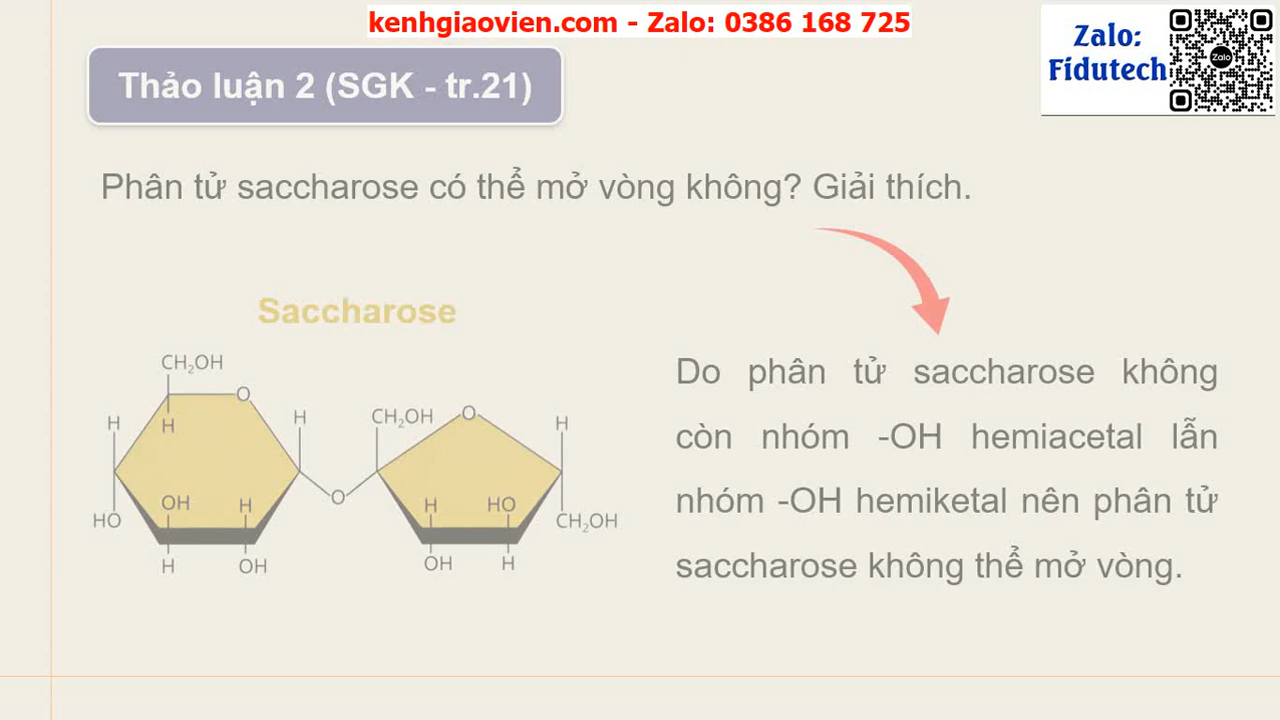 kenhgiaovien.com - Zalo: 0386 168 725
Zalo:
Fidutech
Zalo
Thảo luận 2 (SGK - tr.21)
Phân tử saccharose có thể mở vòng không? Giải thích.
Saccharose
CH₂OH
O
H
H
H
CH₂OH
O
H
OH
H
O
H
HO
HO
CH₂OH
H
OH
OH
H
Do phân tử saccharose không
còn nhóm -OH hemiacetal lẫn
nhóm -OH hemiketal nên phân tử
saccharose không thể mở vòng.